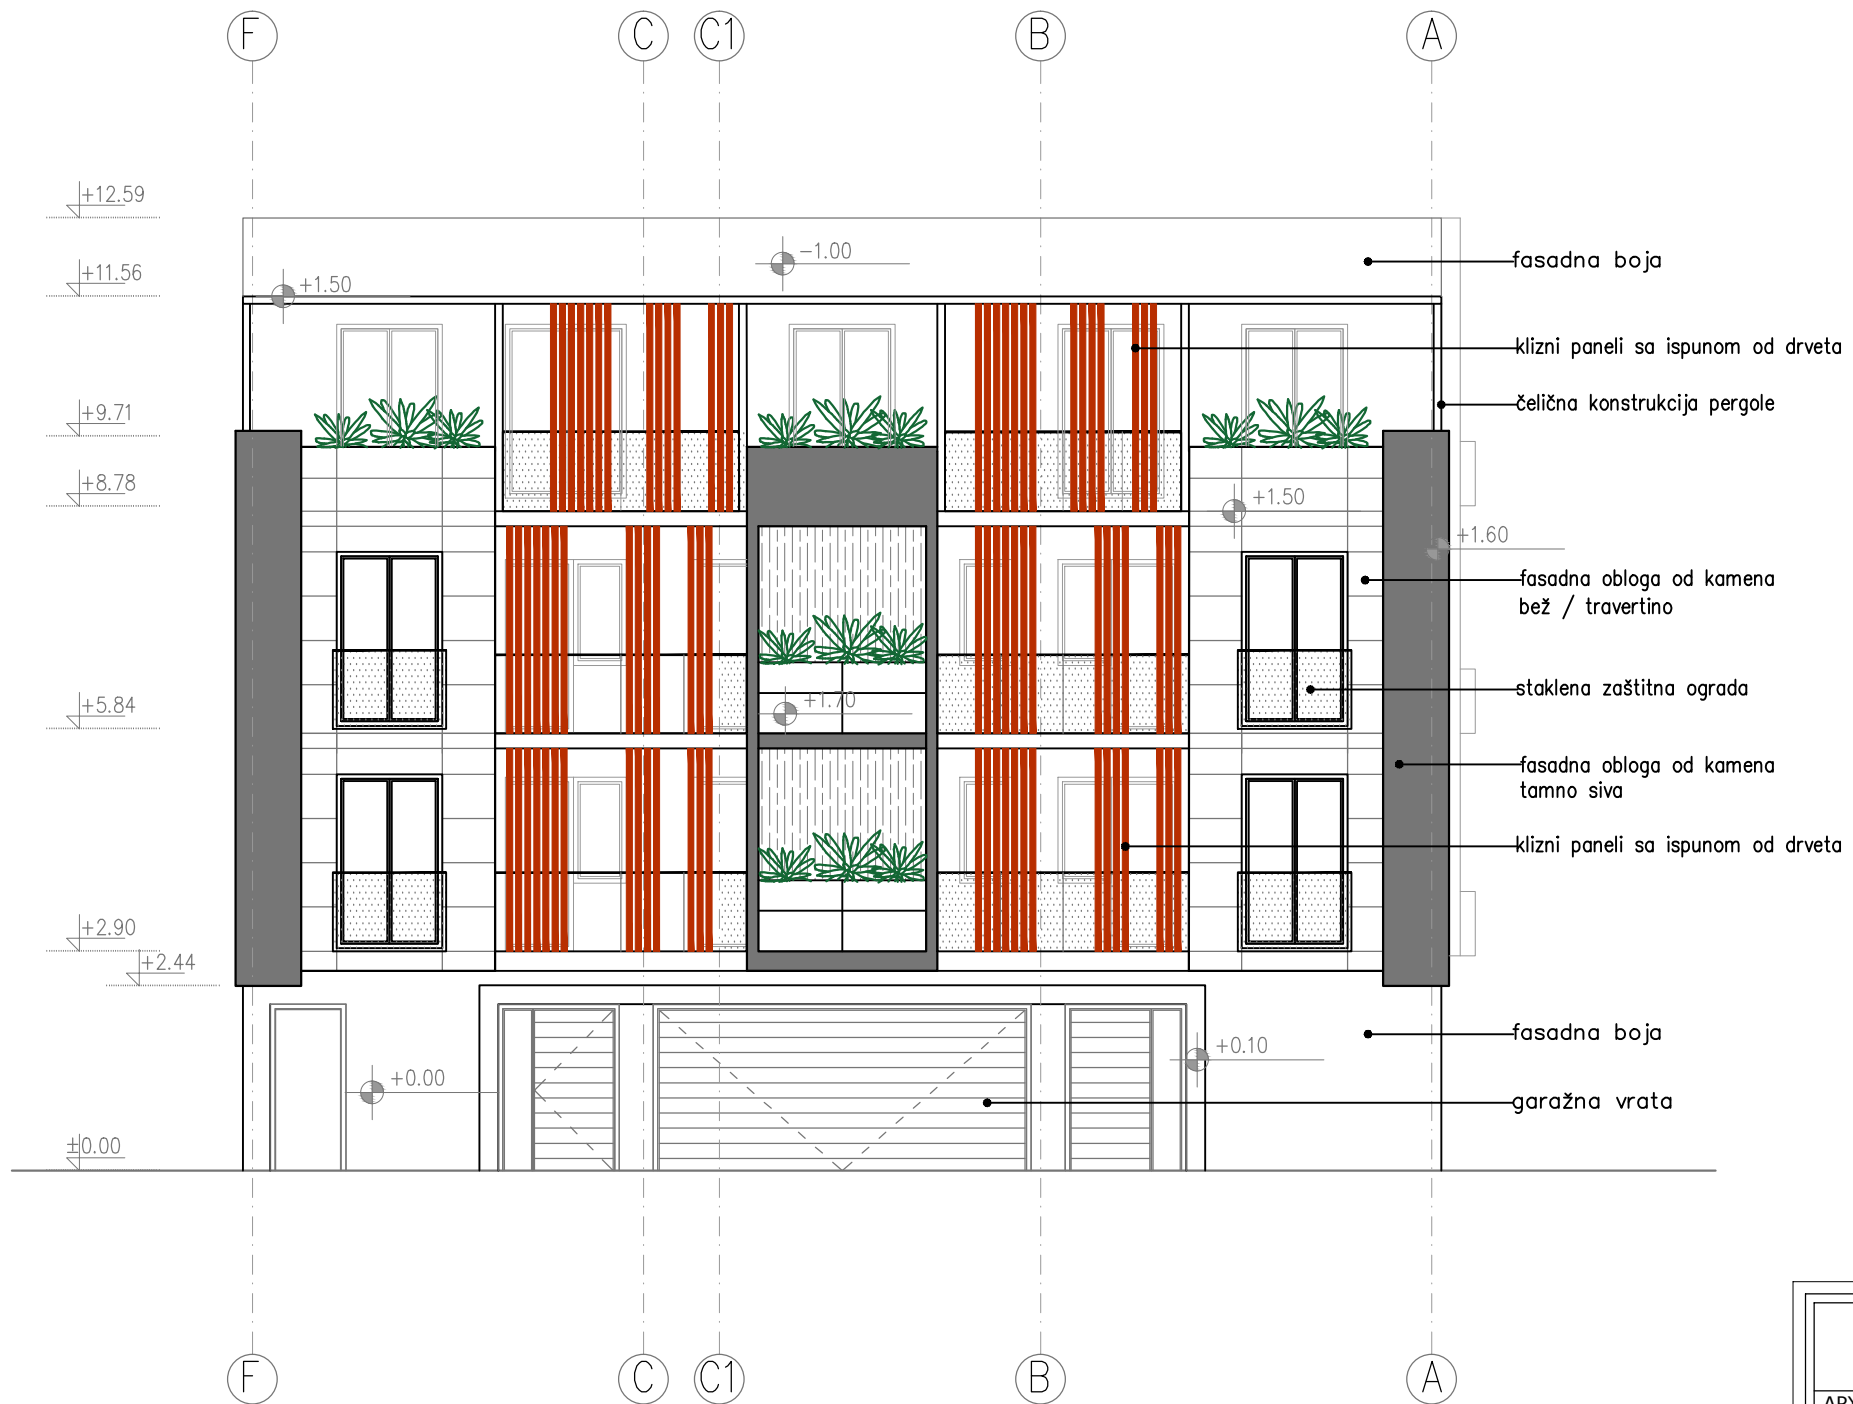 F C C1 B A
+12.59
-1.00
fasadna boja
+11.56
+1.50
klizni paneli sa ispunom od drveta
čelična konstrukcija pergole
+9.71
+8.78
+1.50
+1.60
fasadna obloga od kamena
bež / travertino
staklena zaštitna ograda
+5.84
+1.70
fasadna obloga od kamena
tamno siva
klizni paneli sa ispunom od drveta
+2.90
+2.44
fasadna boja
+0.10
+0.00
garažna vrata
±0.00
F C C1 B A